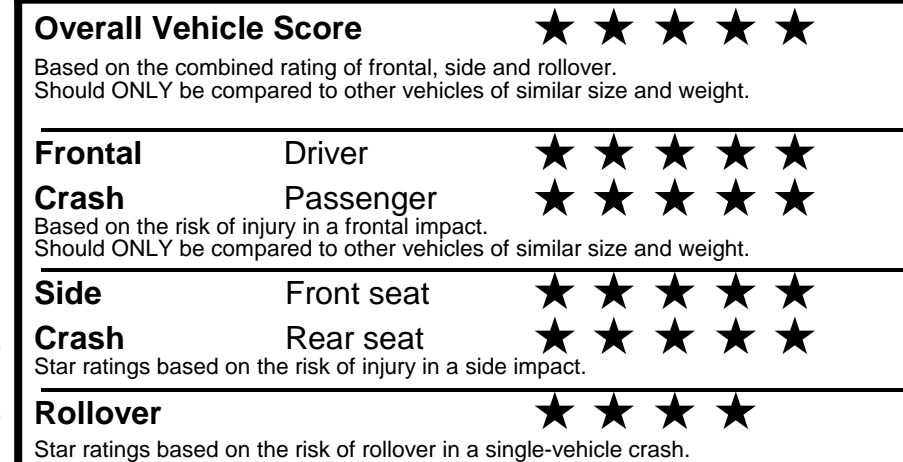 Overall Vehicle Score ★ ★ ★ ★ ★
Based on the combined rating of frontal, side and rollover.
Should ONLY be compared to other vehicles of similar size and weight.
Frontal Driver ★ ★ ★ ★ ★
Crash Passenger ★ ★ ★ ★ ★
Based on the risk of injury in a frontal impact.
Should ONLY be compared to other vehicles of similar size and weight.
Side Front seat ★ ★ ★ ★ ★
Crash Rear seat ★ ★ ★ ★ ★
Star ratings based on the risk of injury in a side impact.
Rollover ★ ★ ★ ★
Star ratings based on the risk of rollover in a single-vehicle crash.